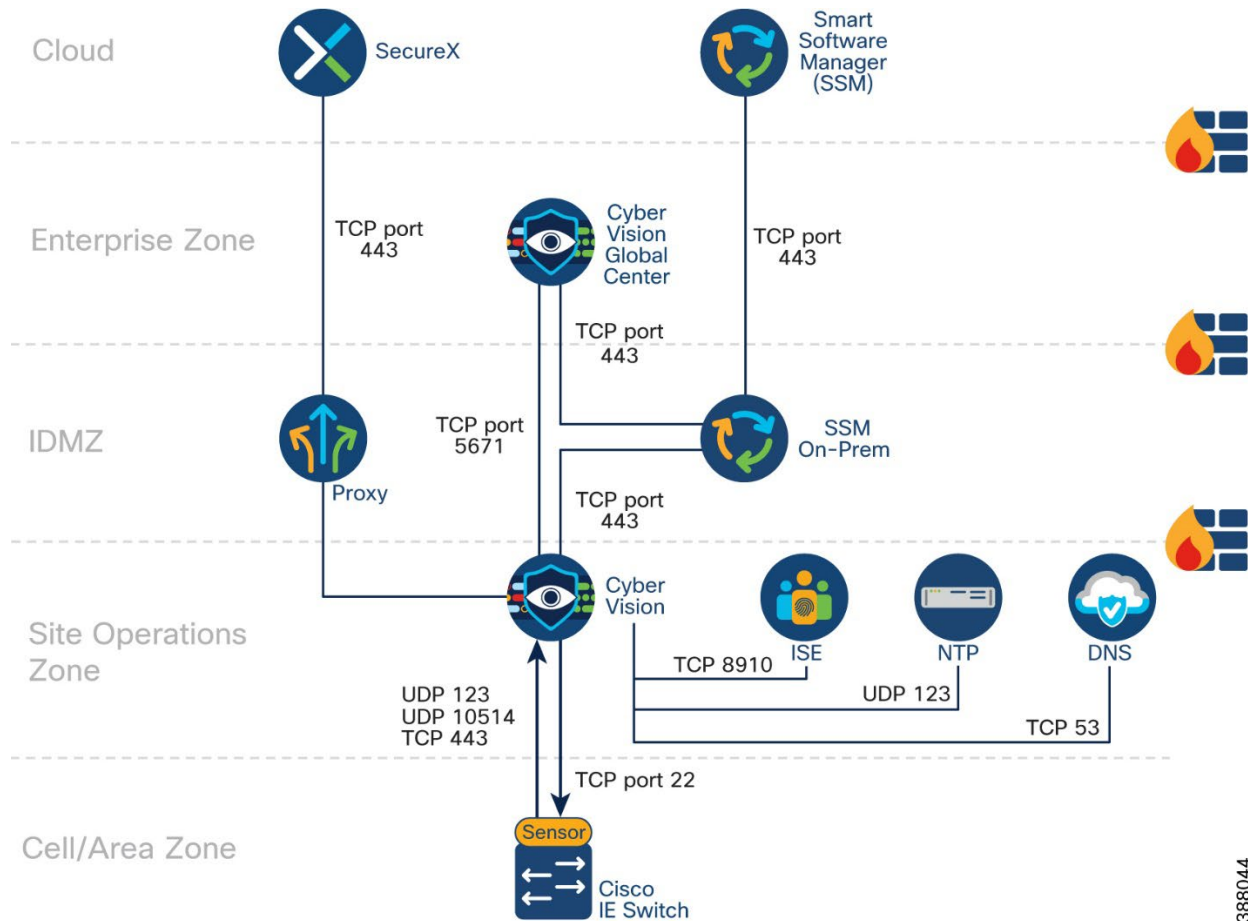 Cloud
SecureX
Smart
Software
Manager
(SSM)
Enterprise Zone
TCP port
443
Cyber
Vision
Global
Center
TCP port
443
TCP port
443
IDMZ
Proxy
TCP port
5671
SSM
On-Prem
TCP port
443
Site Operations
Zone
Cyber
Vision
ISE
NTP
DNS
TCP 8910
UDP 123
TCP 53
UDP 123
UDP 10514
TCP 443
TCP port 22
Cell/Area Zone
Sensor
Cisco
IE Switch
388044